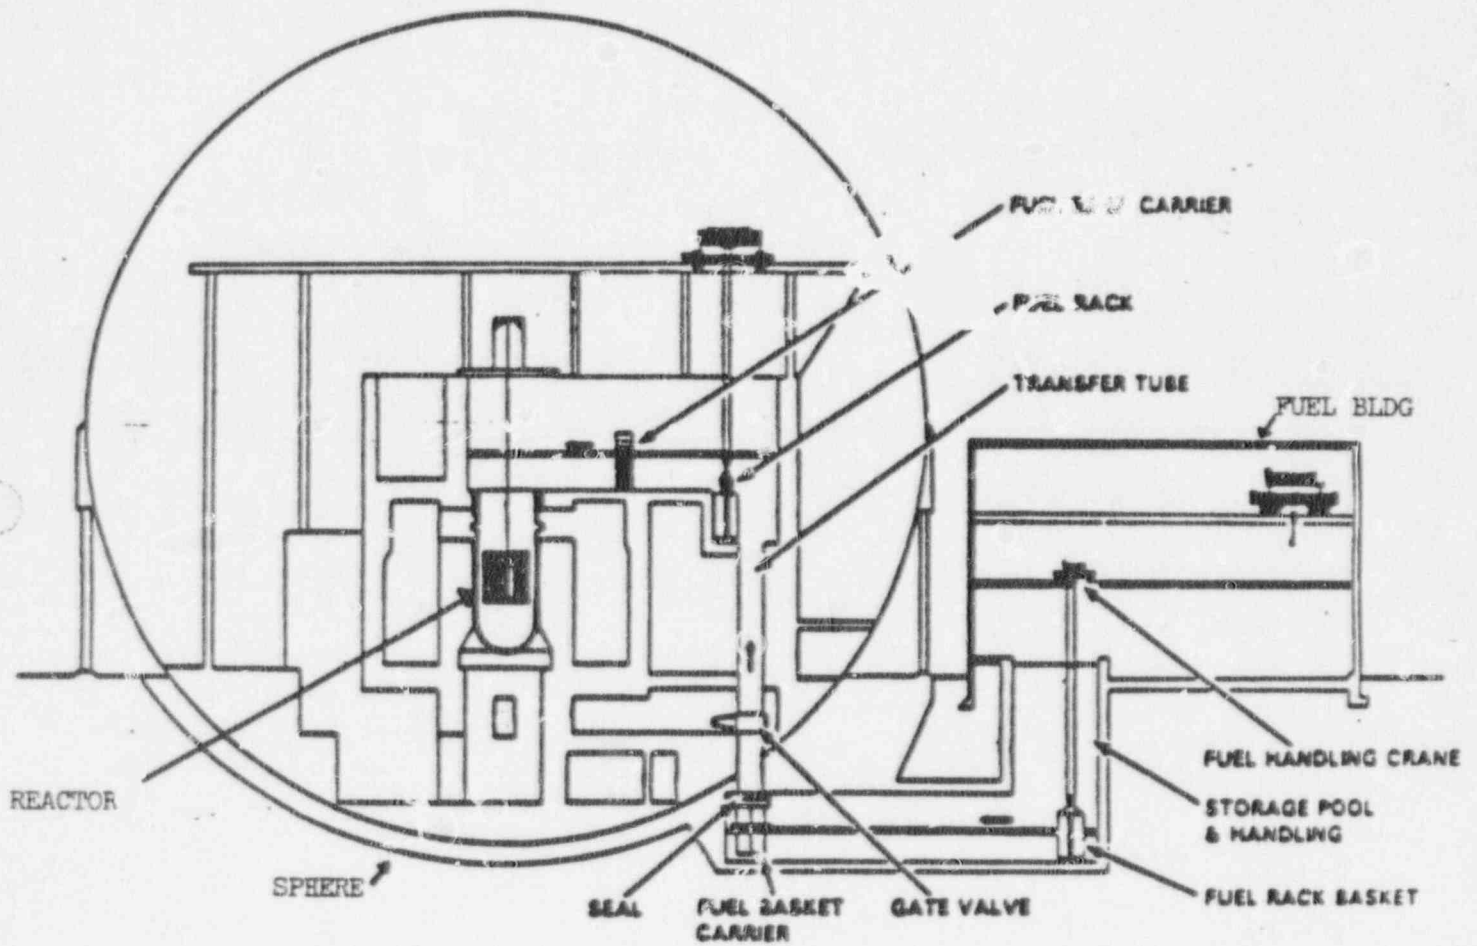 CARRIER
FUEL RACK
TRANSFER TUBE
FUEL BLDG
FUEL HANDLING CRANE
REACTOR
STORAGE POOL
& HANDLING
SPHERE
SEAL
FUEL BASKET
CARRIER
GATE VALVE
FUEL RACK BASKET